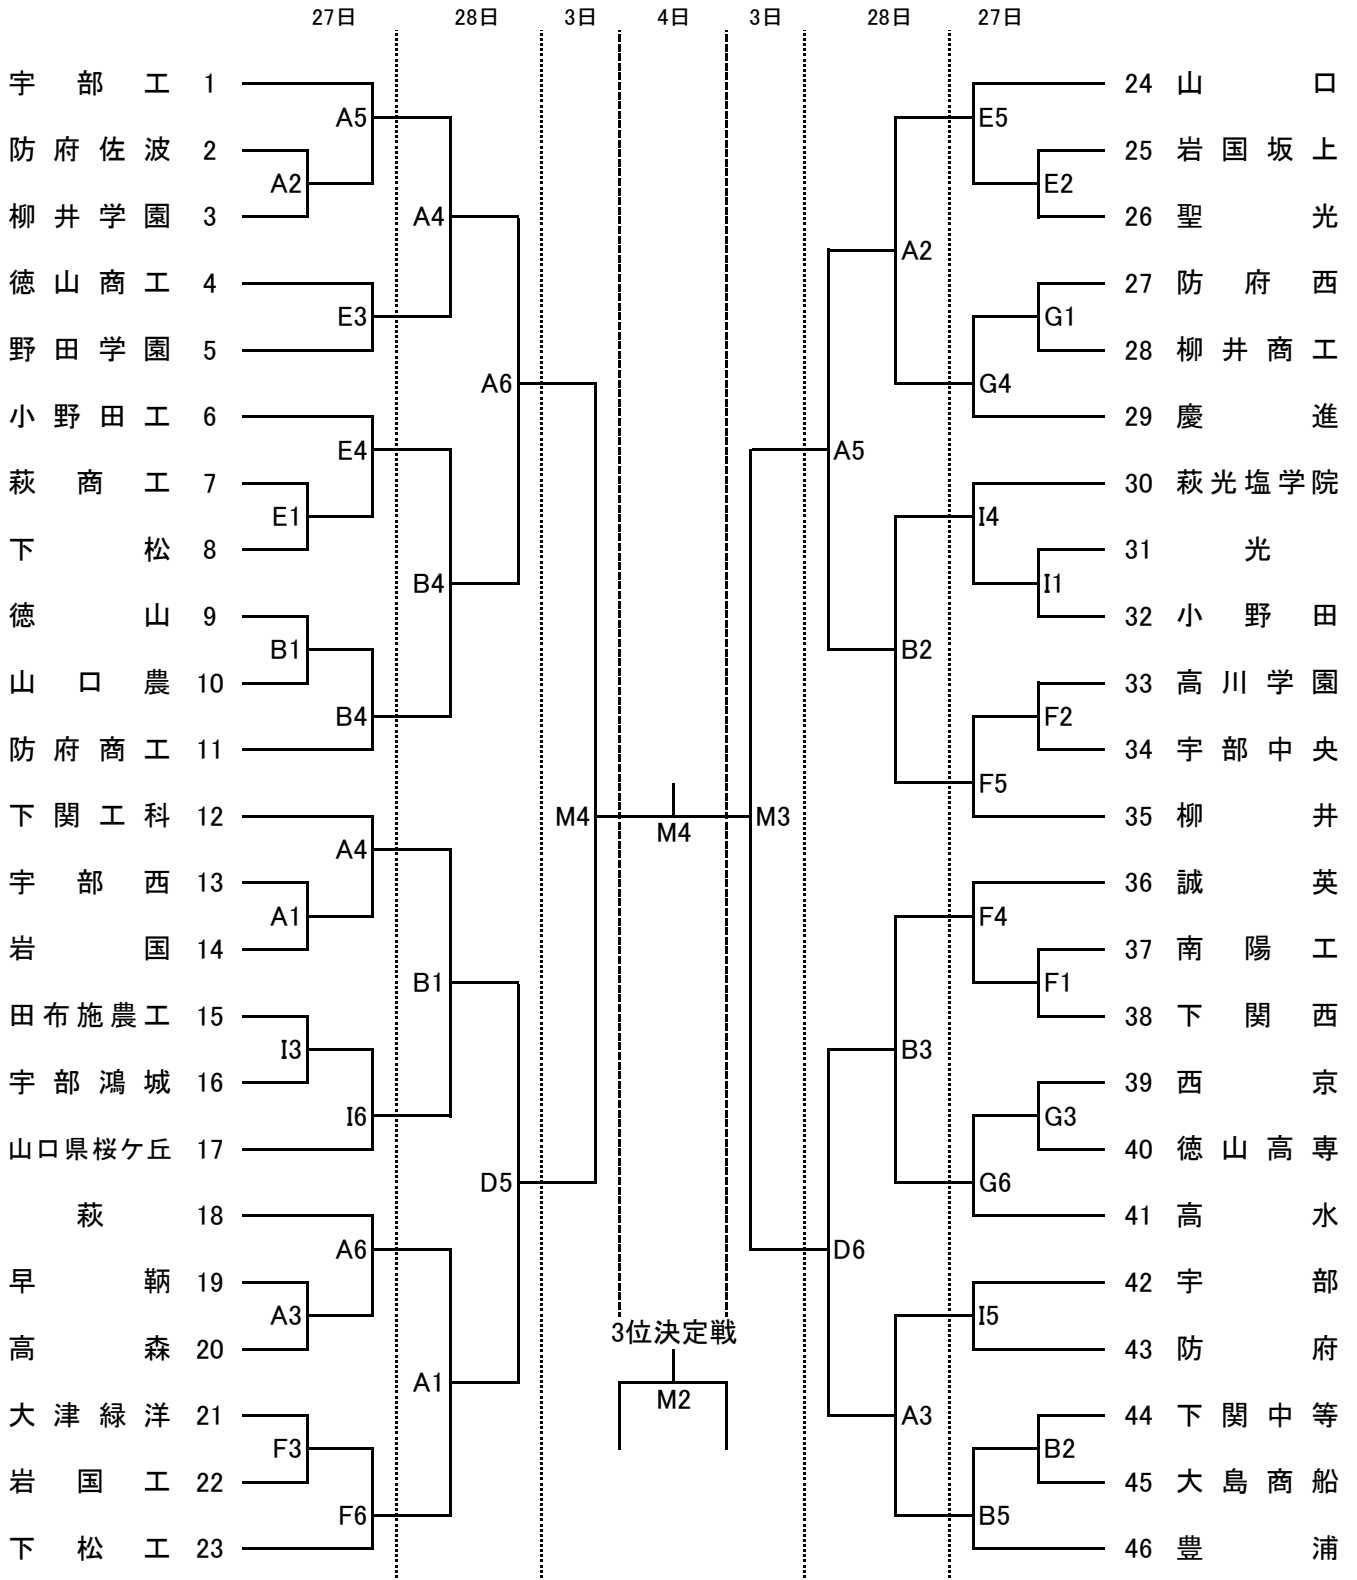 27日 28日 3日 4日 3日 28日 27日
宇部工 1 24 山口
A5 E5
防府佐波 2 25 岩国坂上
A2 E2
柳井学園 3 A4 26 聖光
A2
徳山商工 4 27 防府西
E3 G1
野田学園 5 28 柳井商工
A6 G4
小野田工 6 29 慶進
E4 A5
萩商工 7 30 萩光塩学院
E1 I4
下松 8 31 光
B4 I1
徳山 9 32 小野田
B1 B2
山口農 10 33 高川学園
B4 F2
防府商工 11 34 宇部中央
F5
下関工科 12 M4 M4 M3 35 柳井
A4
宇部西 13 36 誠英
A1 F4
岩国 14 37 南陽工
B1 F1
田布施農工 15 38 下関西
I3 B3
宇部鴻城 16 39 西京
I6 G3
山口県桜ケ丘 17 40 徳山高専
D5 G6
萩 18 41 高水
A6 D6
早鞆 19 42 宇部
A3 I5
3位決定戦
高森 20 43 防府
A1 M2
大津緑洋 21 A3 44 下関中等
F3 B2
岩国工 22 45 大島商船
F6 B5
下松工 23 46 豊浦